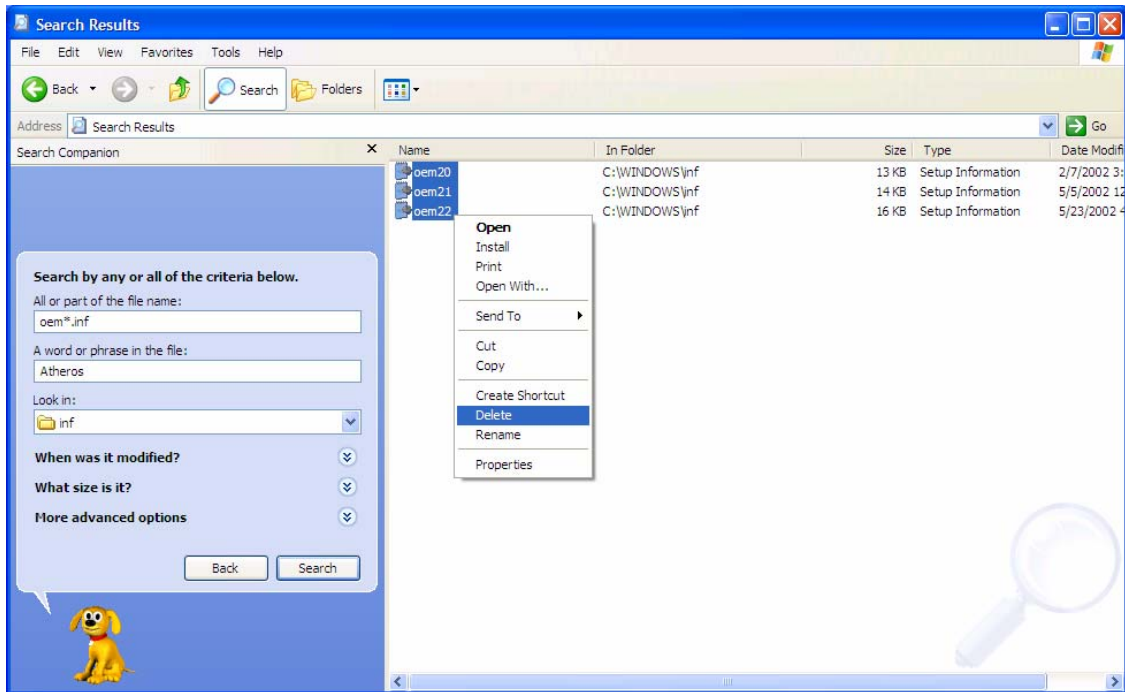 Search Results
File Edit View Favorites Tools Help
Back Search Folders
Address Search Results Go
Search Companion
Name In Folder Size Type Date Modifi
oem20 C:\WINDOWS\inf 13 KB Setup Information 2/7/2002 3:
oem21 C:\WINDOWS\inf 14 KB Setup Information 5/5/2002 12
oem22 C:\WINDOWS\inf 16 KB Setup Information 5/23/2002 4
Open
Install
Print
Open With...
Send To
Cut
Copy
Create Shortcut
Delete
Rename
Properties
Search by any or all of the criteria below.
All or part of the file name:
oem*.inf
A word or phrase in the file:
Atheros
Look in:
inf
When was it modified?
What size is it?
More advanced options
Back Search